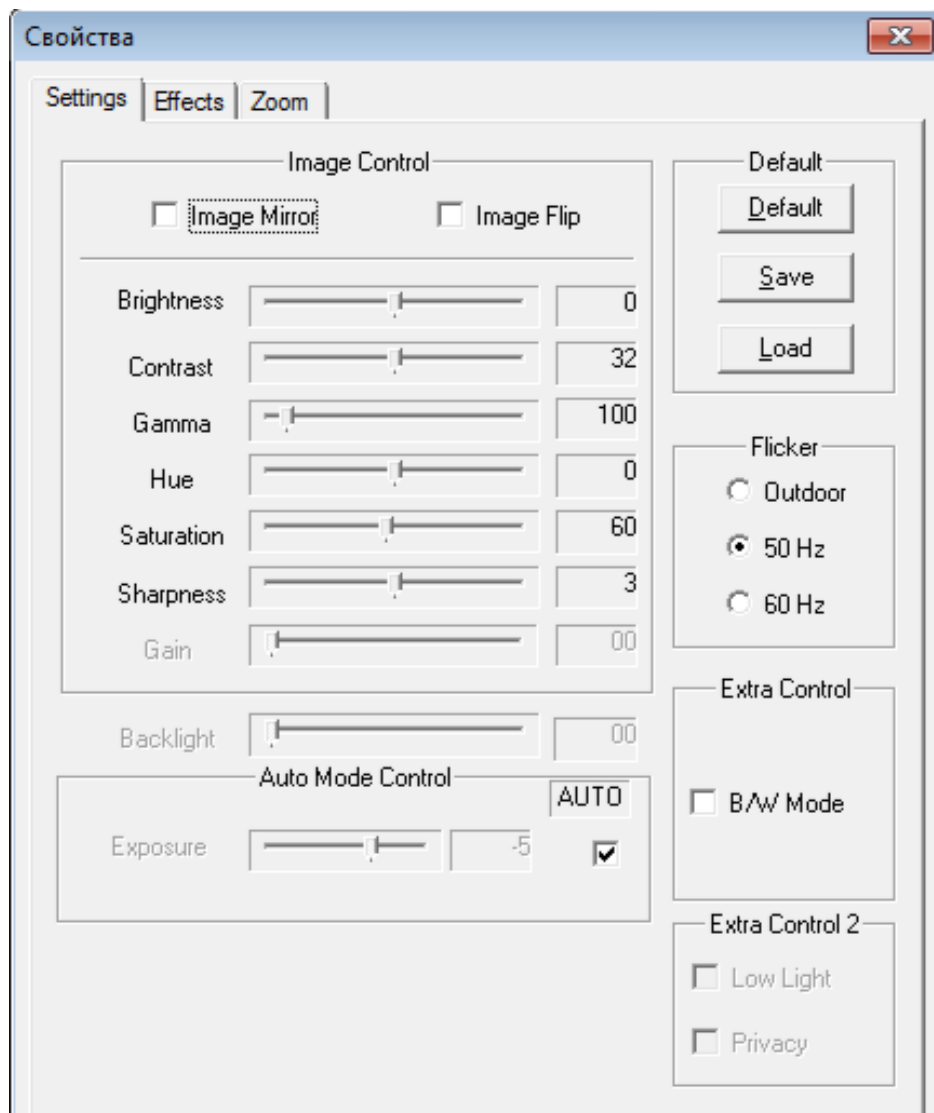 Свойства
Settings Effects Zoom
Image Control
Image Mirror Image Flip
Brightness 0
Contrast 32
Gamma 100
Hue 0
Saturation 60
Sharpness 3
Gain 00
Backlight 00
Auto Mode Control
AUTO
Exposure -5
Default
Default
Save
Load
Flicker
Outdoor
50 Hz
60 Hz
Extra Control
B/W Mode
Extra Control 2
Low Light
Privacy